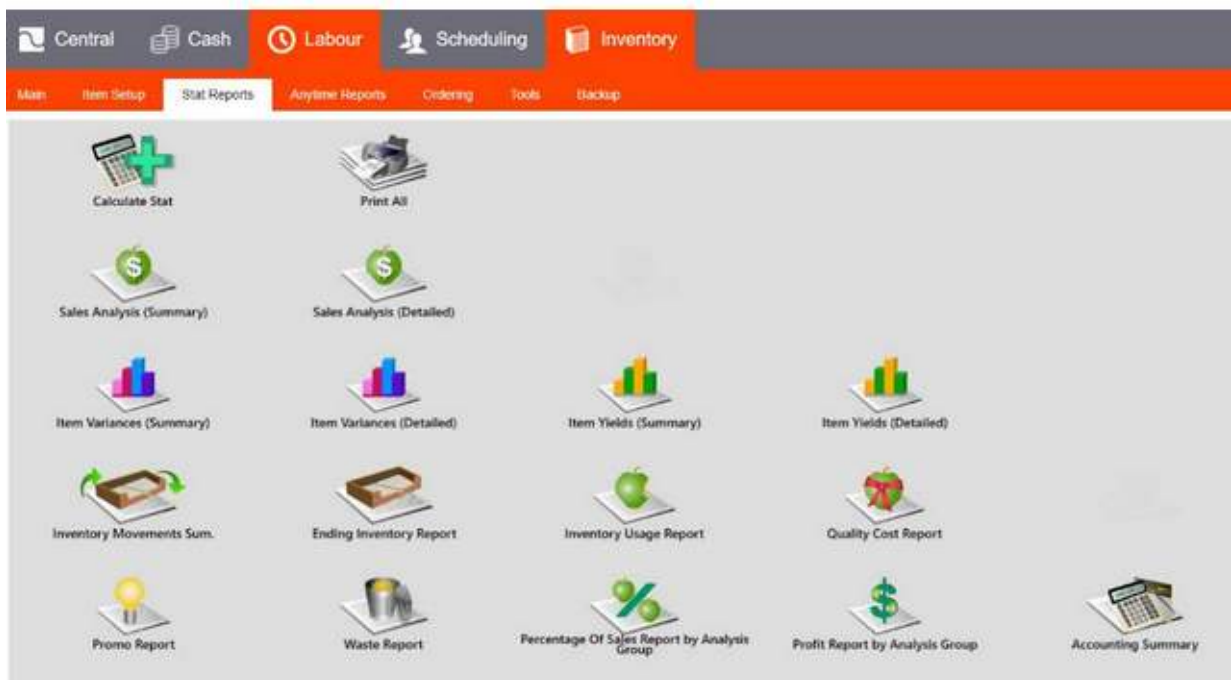 Central Cash Labour Scheduling Inventory
Main Item Setup Stat Reports Anytime Reports Ordering Tools Backup
Calculate Stat Print All
Sales Analysis (Summary) Sales Analysis (Detailed)
Item Variances (Summary) Item Variances (Detailed) Item Yields (Summary) Item Yields (Detailed)
Inventory Movements Sum. Ending Inventory Report Inventory Usage Report Quality Cost Report
Promo Report Waste Report Percentage Of Sales Report by Analysis Group Profit Report by Analysis Group Accounting Summary